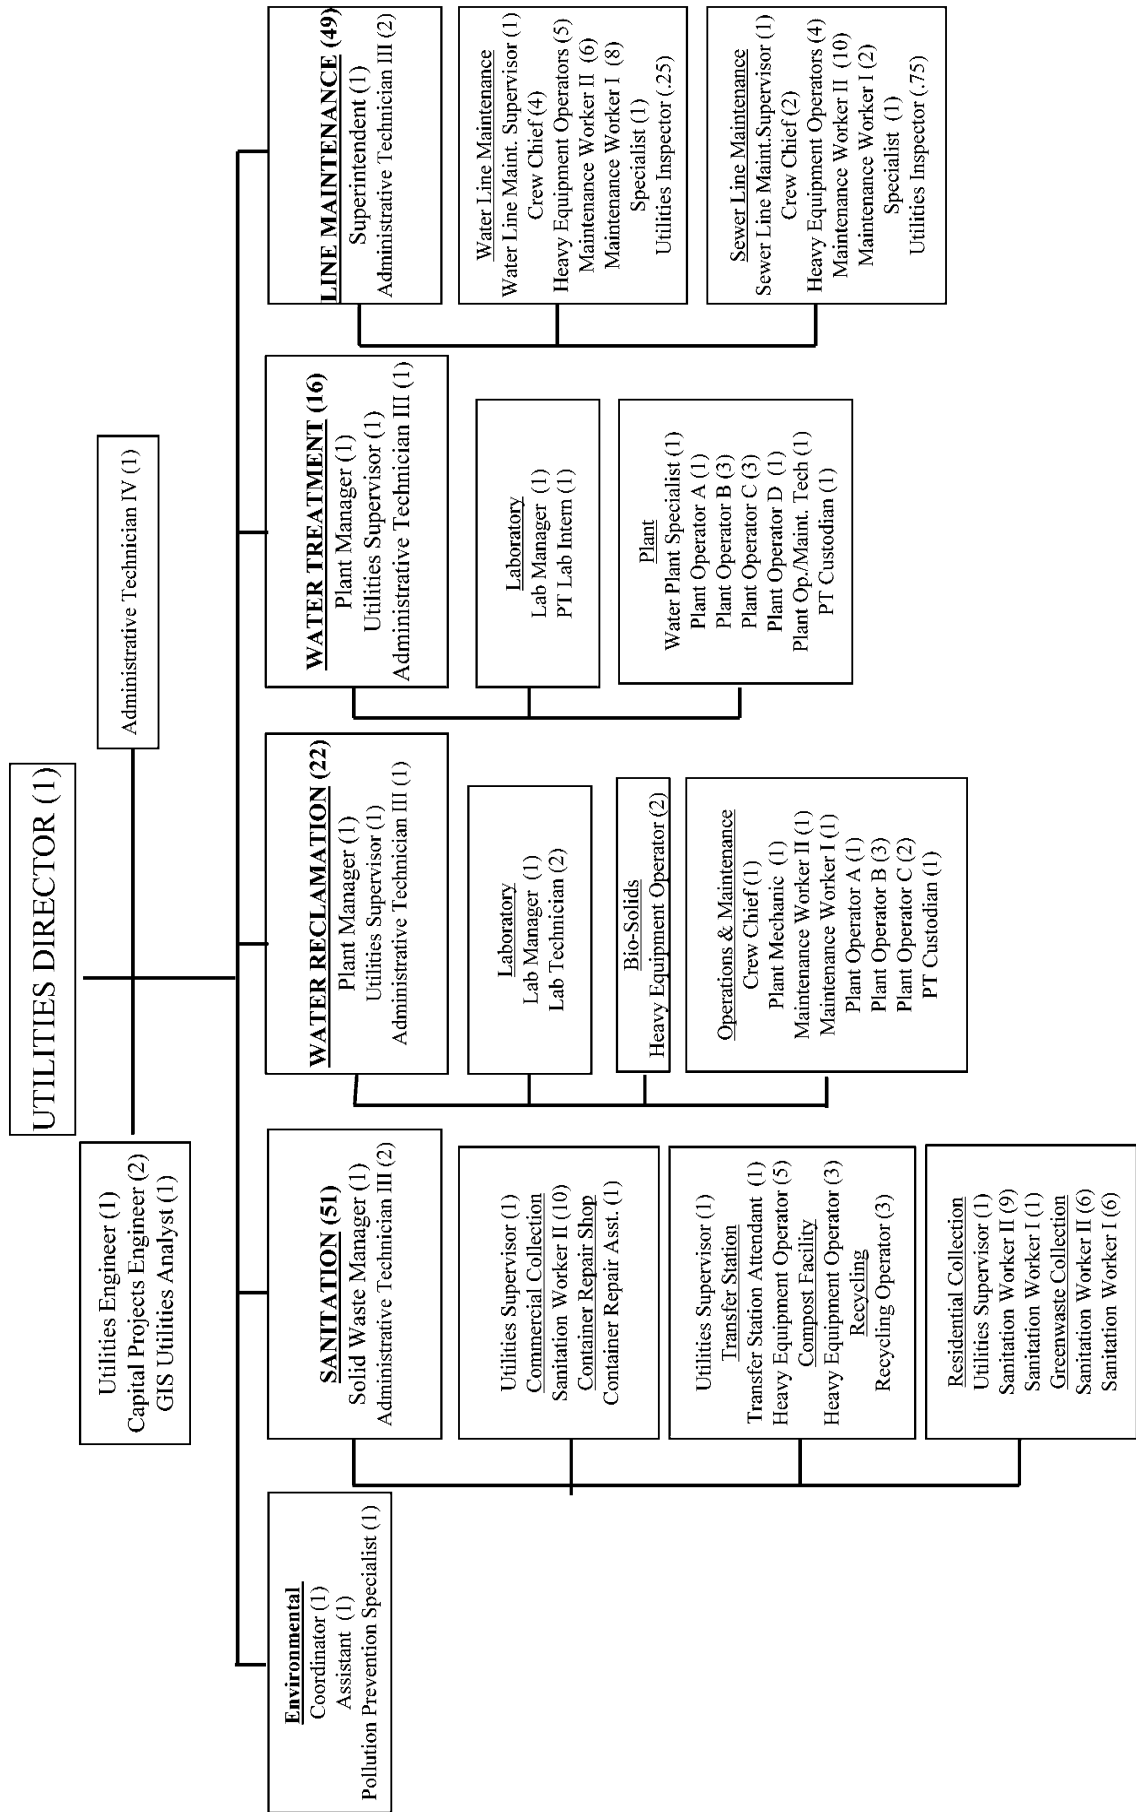 UTILITIES DIRECTOR (1)
Utilities Engineer (1)
Capital Projects Engineer (2)
GIS Utilities Analyst (1)
Administrative Technician IV (1)
Environmental
Coordinator (1)
Assistant (1)
Pollution Prevention Specialist (1)
SANITATION (51)
Solid Waste Manager (1)
Administrative Technician III (2)
Utilities Supervisor (1)
Commercial Collection
Sanitation Worker II (10)
Container Repair Shop
Container Repair Asst. (1)
Utilities Supervisor (1)
Transfer Station
Transfer Station Attendant (1)
Heavy Equipment Operator (5)
Compost Facility
Heavy Equipment Operator (3)
Recycling
Recycling Operator (3)
Residential Collection
Utilities Supervisor (1)
Sanitation Worker II (9)
Sanitation Worker I (1)
Greenwaste Collection
Sanitation Worker II (6)
Sanitation Worker I (6)
WATER RECLAMATION (22)
Plant Manager (1)
Utilities Supervisor (1)
Administrative Technician III (1)
Laboratory
Lab Manager (1)
Lab Technician (2)
Bio-Solids
Heavy Equipment Operator (2)
Operations & Maintenance
Crew Chief (1)
Plant Mechanic (1)
Maintenance Worker II (1)
Maintenance Worker I (1)
Plant Operator A (1)
Plant Operator B (3)
Plant Operator C (2)
PT Custodian (1)
WATER TREATMENT (16)
Plant Manager (1)
Utilities Supervisor (1)
Administrative Technician III (1)
Laboratory
Lab Manager (1)
PT Lab Intern (1)
Plant
Water Plant Specialist (1)
Plant Operator A (1)
Plant Operator B (3)
Plant Operator C (3)
Plant Operator D (1)
Plant Op./Maint. Tech (1)
PT Custodian (1)
LINE MAINTENANCE (49)
Superintendent (1)
Administrative Technician III (2)
Water Line Maintenance
Water Line Maint. Supervisor (1)
Crew Chief (4)
Heavy Equipment Operators (5)
Maintenance Worker II (6)
Maintenance Worker I (8)
Specialist (1)
Utilities Inspector (.25)
Sewer Line Maintenance
Sewer Line Maint.Supervisor (1)
Crew Chief (2)
Heavy Equipment Operators (4)
Maintenance Worker II (10)
Maintenance Worker I (2)
Specialist (1)
Utilities Inspector (.75)